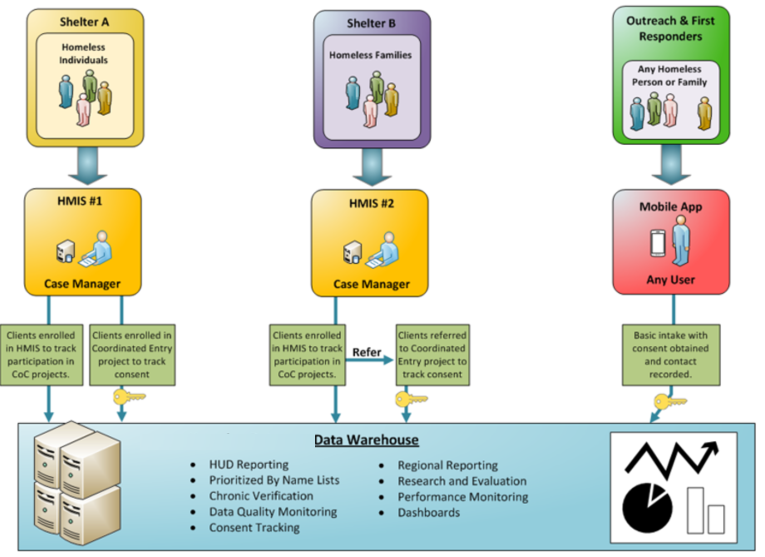 Shelter A
Homeless
Individuals
Shelter B
Homeless Families
Outreach & First
Responders
Any Homeless
Person or Family
HMIS #1
Case Manager
HMIS #2
Case Manager
Mobile App
Any User
Clients enrolled
in HMIS to track
participation in
CoC projects.
Clients enrolled in
Coordinated Entry
project to track
consent
Clients enrolled
in HMIS to track
participation in
CoC projects.
Refer
Clients referred
to Coordinated
Entry project to
track consent
Basic intake with
consent obtained
and contact
recorded.
Data Warehouse
• HUD Reporting
• Prioritized By Name Lists
• Chronic Verification
• Data Quality Monitoring
• Consent Tracking
• Regional Reporting
• Research and Evaluation
• Performance Monitoring
• Dashboards